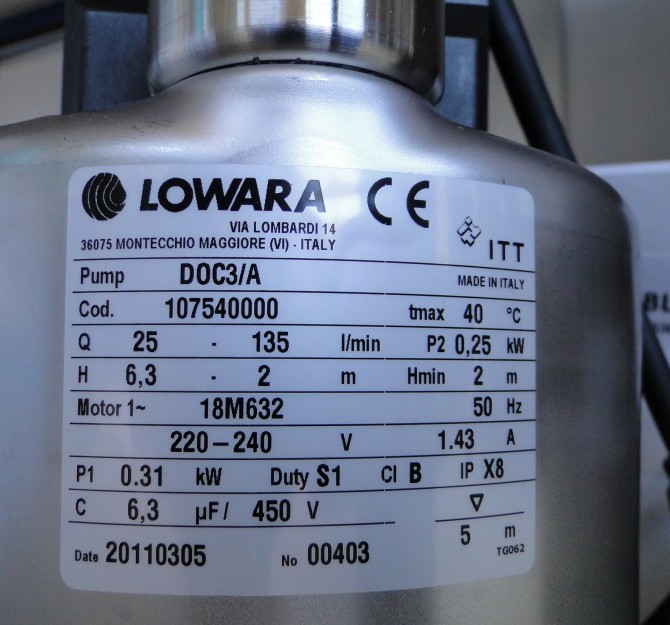 LOWARA CE
VIA LOMBARDI 14
36075 MONTECCHIO MAGGIORE (VI) - ITALY
ITT
Pump DOC3/A MADE IN ITALY
Cod. 107540000 tmax 40 °C
Q 25 - 135 l/min P2 0,25 kW
H 6,3 - 2 m Hmin 2 m
Motor 1~ 18M632 50 Hz
220-240 V 1.43 A
P1 0.31 kW Duty S1 Cl B IP X8
C 6,3 µF/ 450 V
5 m
Date 20110305 No 00403 TG062